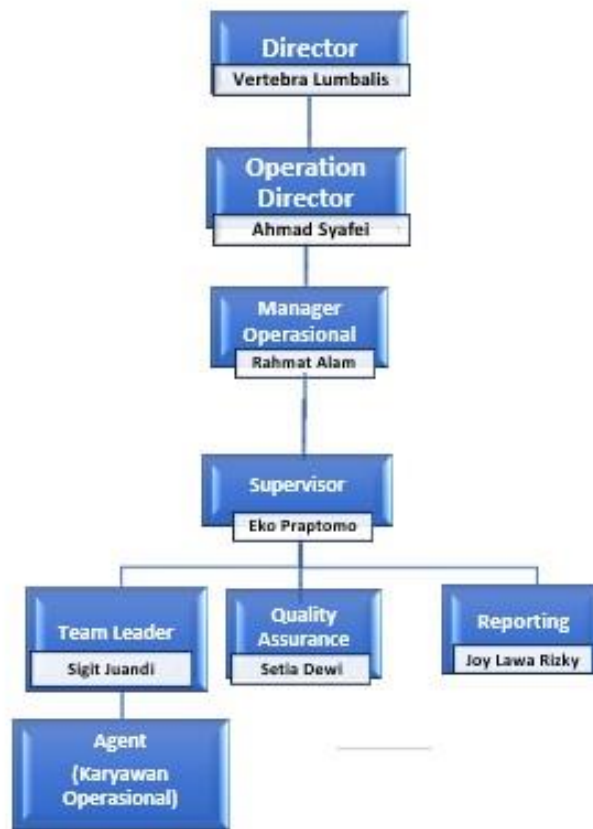 Director
Vertebra Lumbalis
Operation
Director
Ahmad Syafei
Manager
Operasional
Rahmat Alam
Supervisor
Eko Praptomo
Team Leader
Sigit Juandi
Quality
Assurance
Setia Dewi
Reporting
Joy Lawa Rizky
Agent
(Karyawan
Operasional)